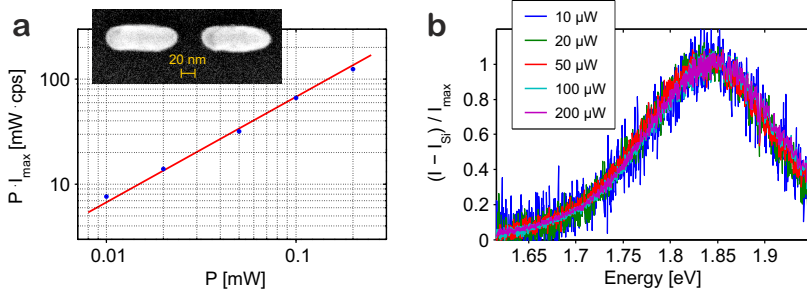 a
20 nm
100
10
P · I_max [mW · cps]
0.01
0.1
P [mW]
b
10 µW
20 µW
50 µW
100 µW
200 µW
1
0.8
0.6
0.4
0.2
0
(I − I_Si) / I_max
1.65
1.7
1.75
1.8
1.85
1.9
Energy [eV]